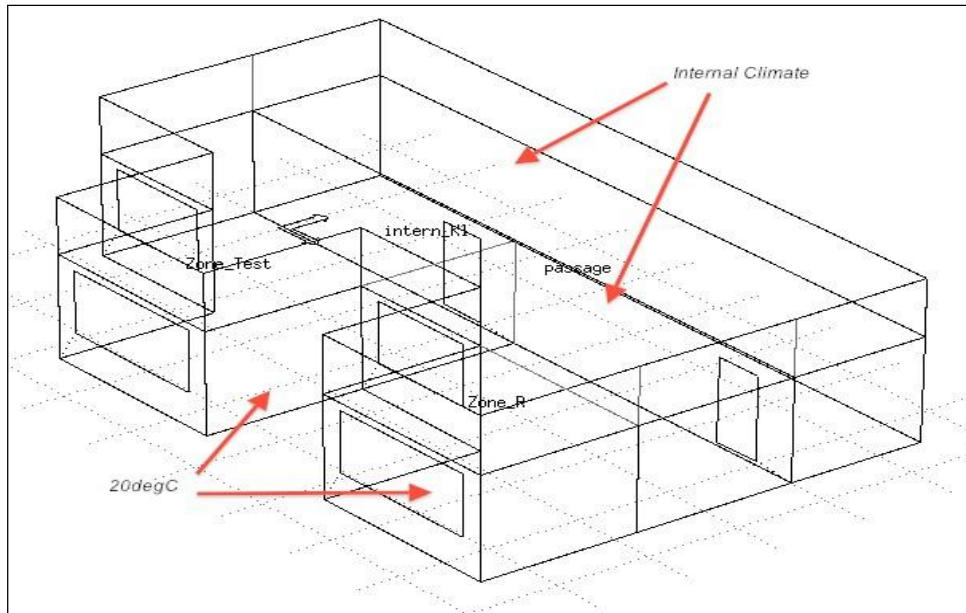 Internal Climate
intern_K1
Zone_Test
passage
Zone_R
20degC